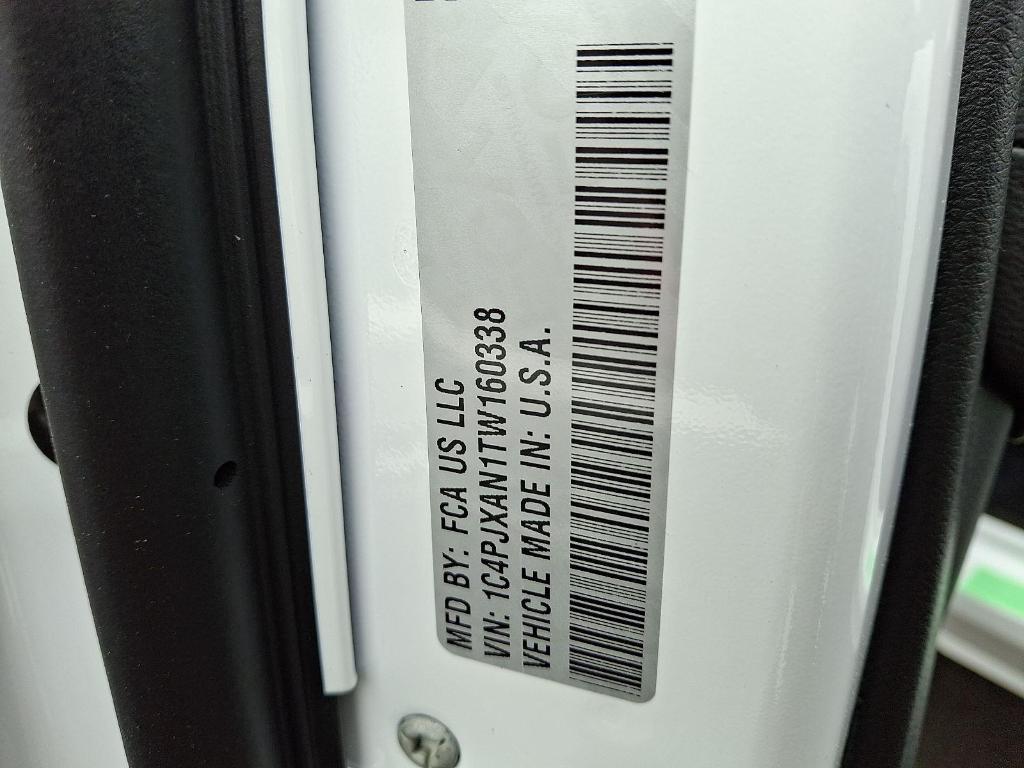 MFD BY: FCA US LLC
VIN: 1C4PJXAN1TW160338
VEHICLE MADE IN: U.S.A.